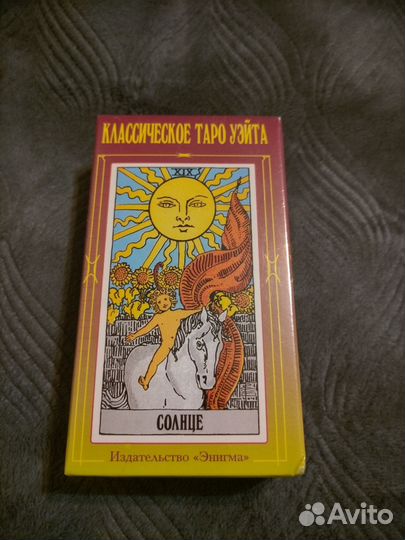 КЛАССИЧЕСКОЕ ТАРО УЭЙТА
XIX
СОЛНЦЕ
Издательство «Энигма»
Avito